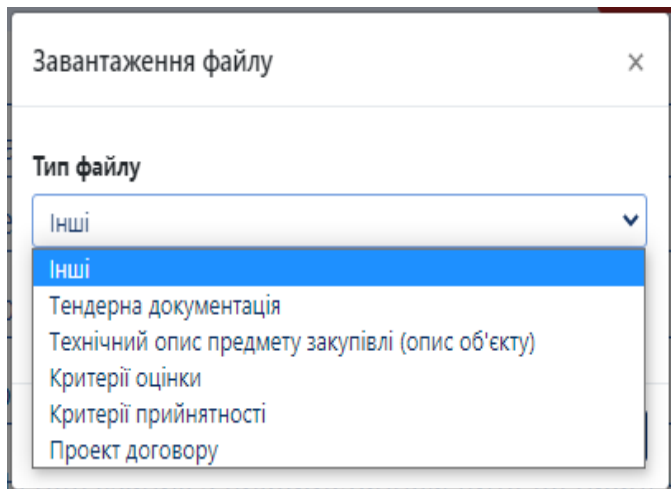 Завантаження файлу ×
Тип файлу
Інші
Інші
Тендерна документація
Технічний опис предмету закупівлі (опис об'єкту)
Критерії оцінки
Критерії прийнятності
Проект договору